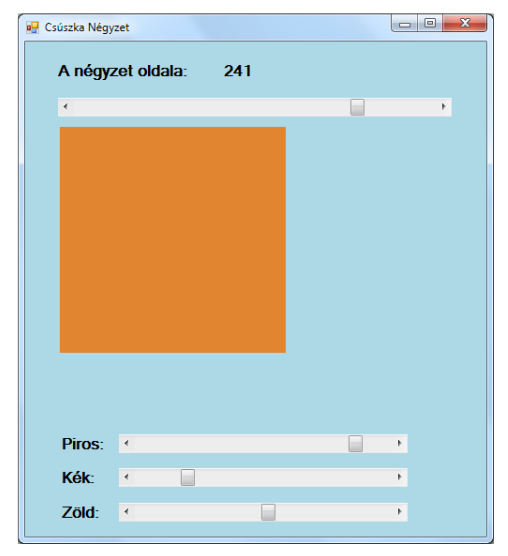 Csúszka Négyzet
A négyzet oldala: 241
Piros:
Kék:
Zöld: